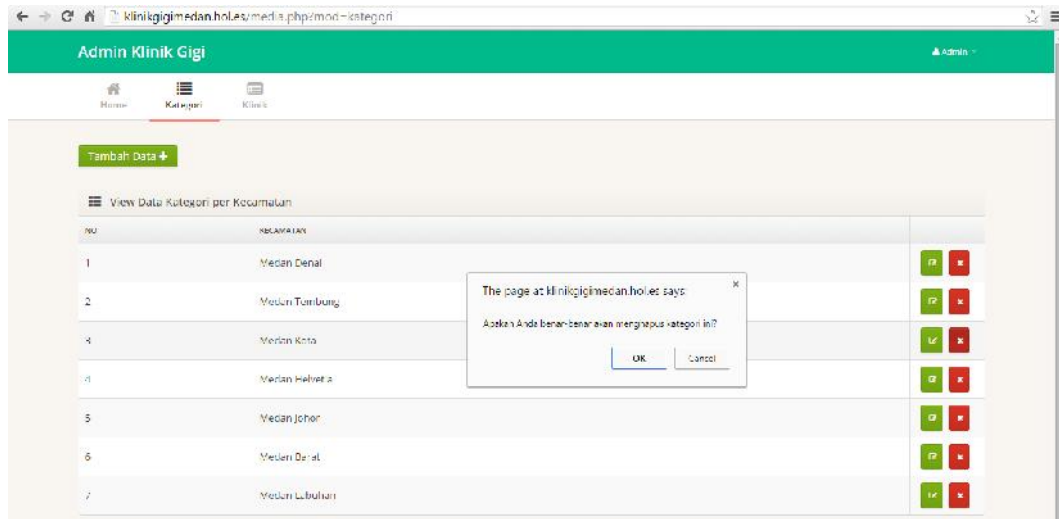 klinikgigimedan.hol.es/media.php?mod=kategori
Admin Klinik Gigi
Admin
Home Kategori Klinik
Tambah Data +
View Data Kategori per Kecamatan
NO KECAMATAN
1 Medan Denai
2 Medan Tembung
3 Medan Kota
4 Medan Helvetia
5 Medan Johor
6 Medan Barat
7 Medan Labuhan
The page at klinikgigimedan.hol.es says:
Apakah Anda benar-benar akan menghapus kategori ini?
OK Cancel